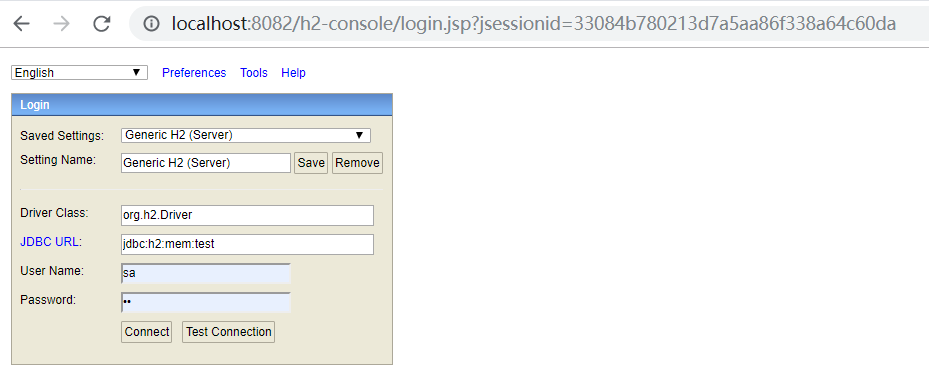 localhost:8082/h2-console/login.jsp?jsessionid=33084b780213d7a5aa86f338a64c60da
English Preferences Tools Help
Login
Saved Settings: Generic H2 (Server)
Setting Name: Generic H2 (Server) Save Remove
Driver Class: org.h2.Driver
JDBC URL: jdbc:h2:mem:test
User Name: sa
Password: ••
Connect Test Connection